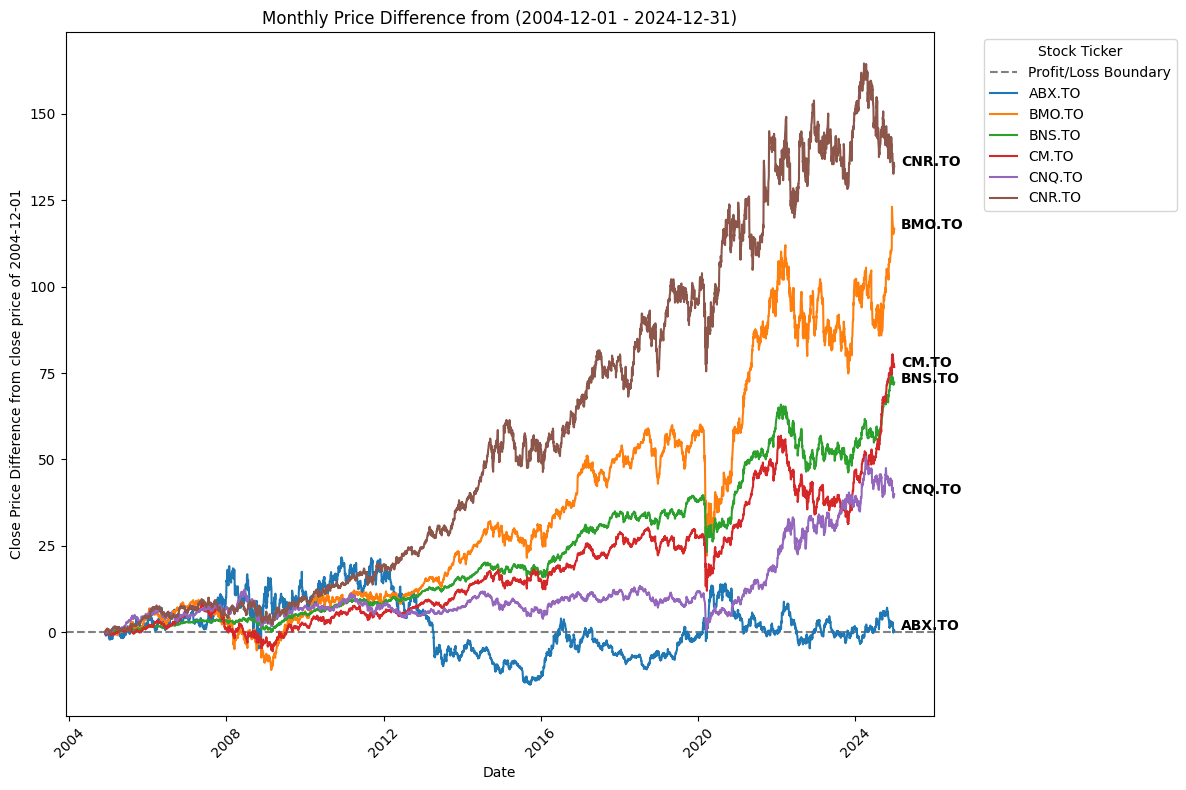 Monthly Price Difference from (2004-12-01 - 2024-12-31)
Close Price Difference from close price of 2004-12-01
150
125
100
75
50
25
0
2004
2008
2012
2016
2020
2024
Date
CNR.TO
BMO.TO
CM.TO
BNS.TO
CNQ.TO
ABX.TO
Stock Ticker
Profit/Loss Boundary
ABX.TO
BMO.TO
BNS.TO
CM.TO
CNQ.TO
CNR.TO